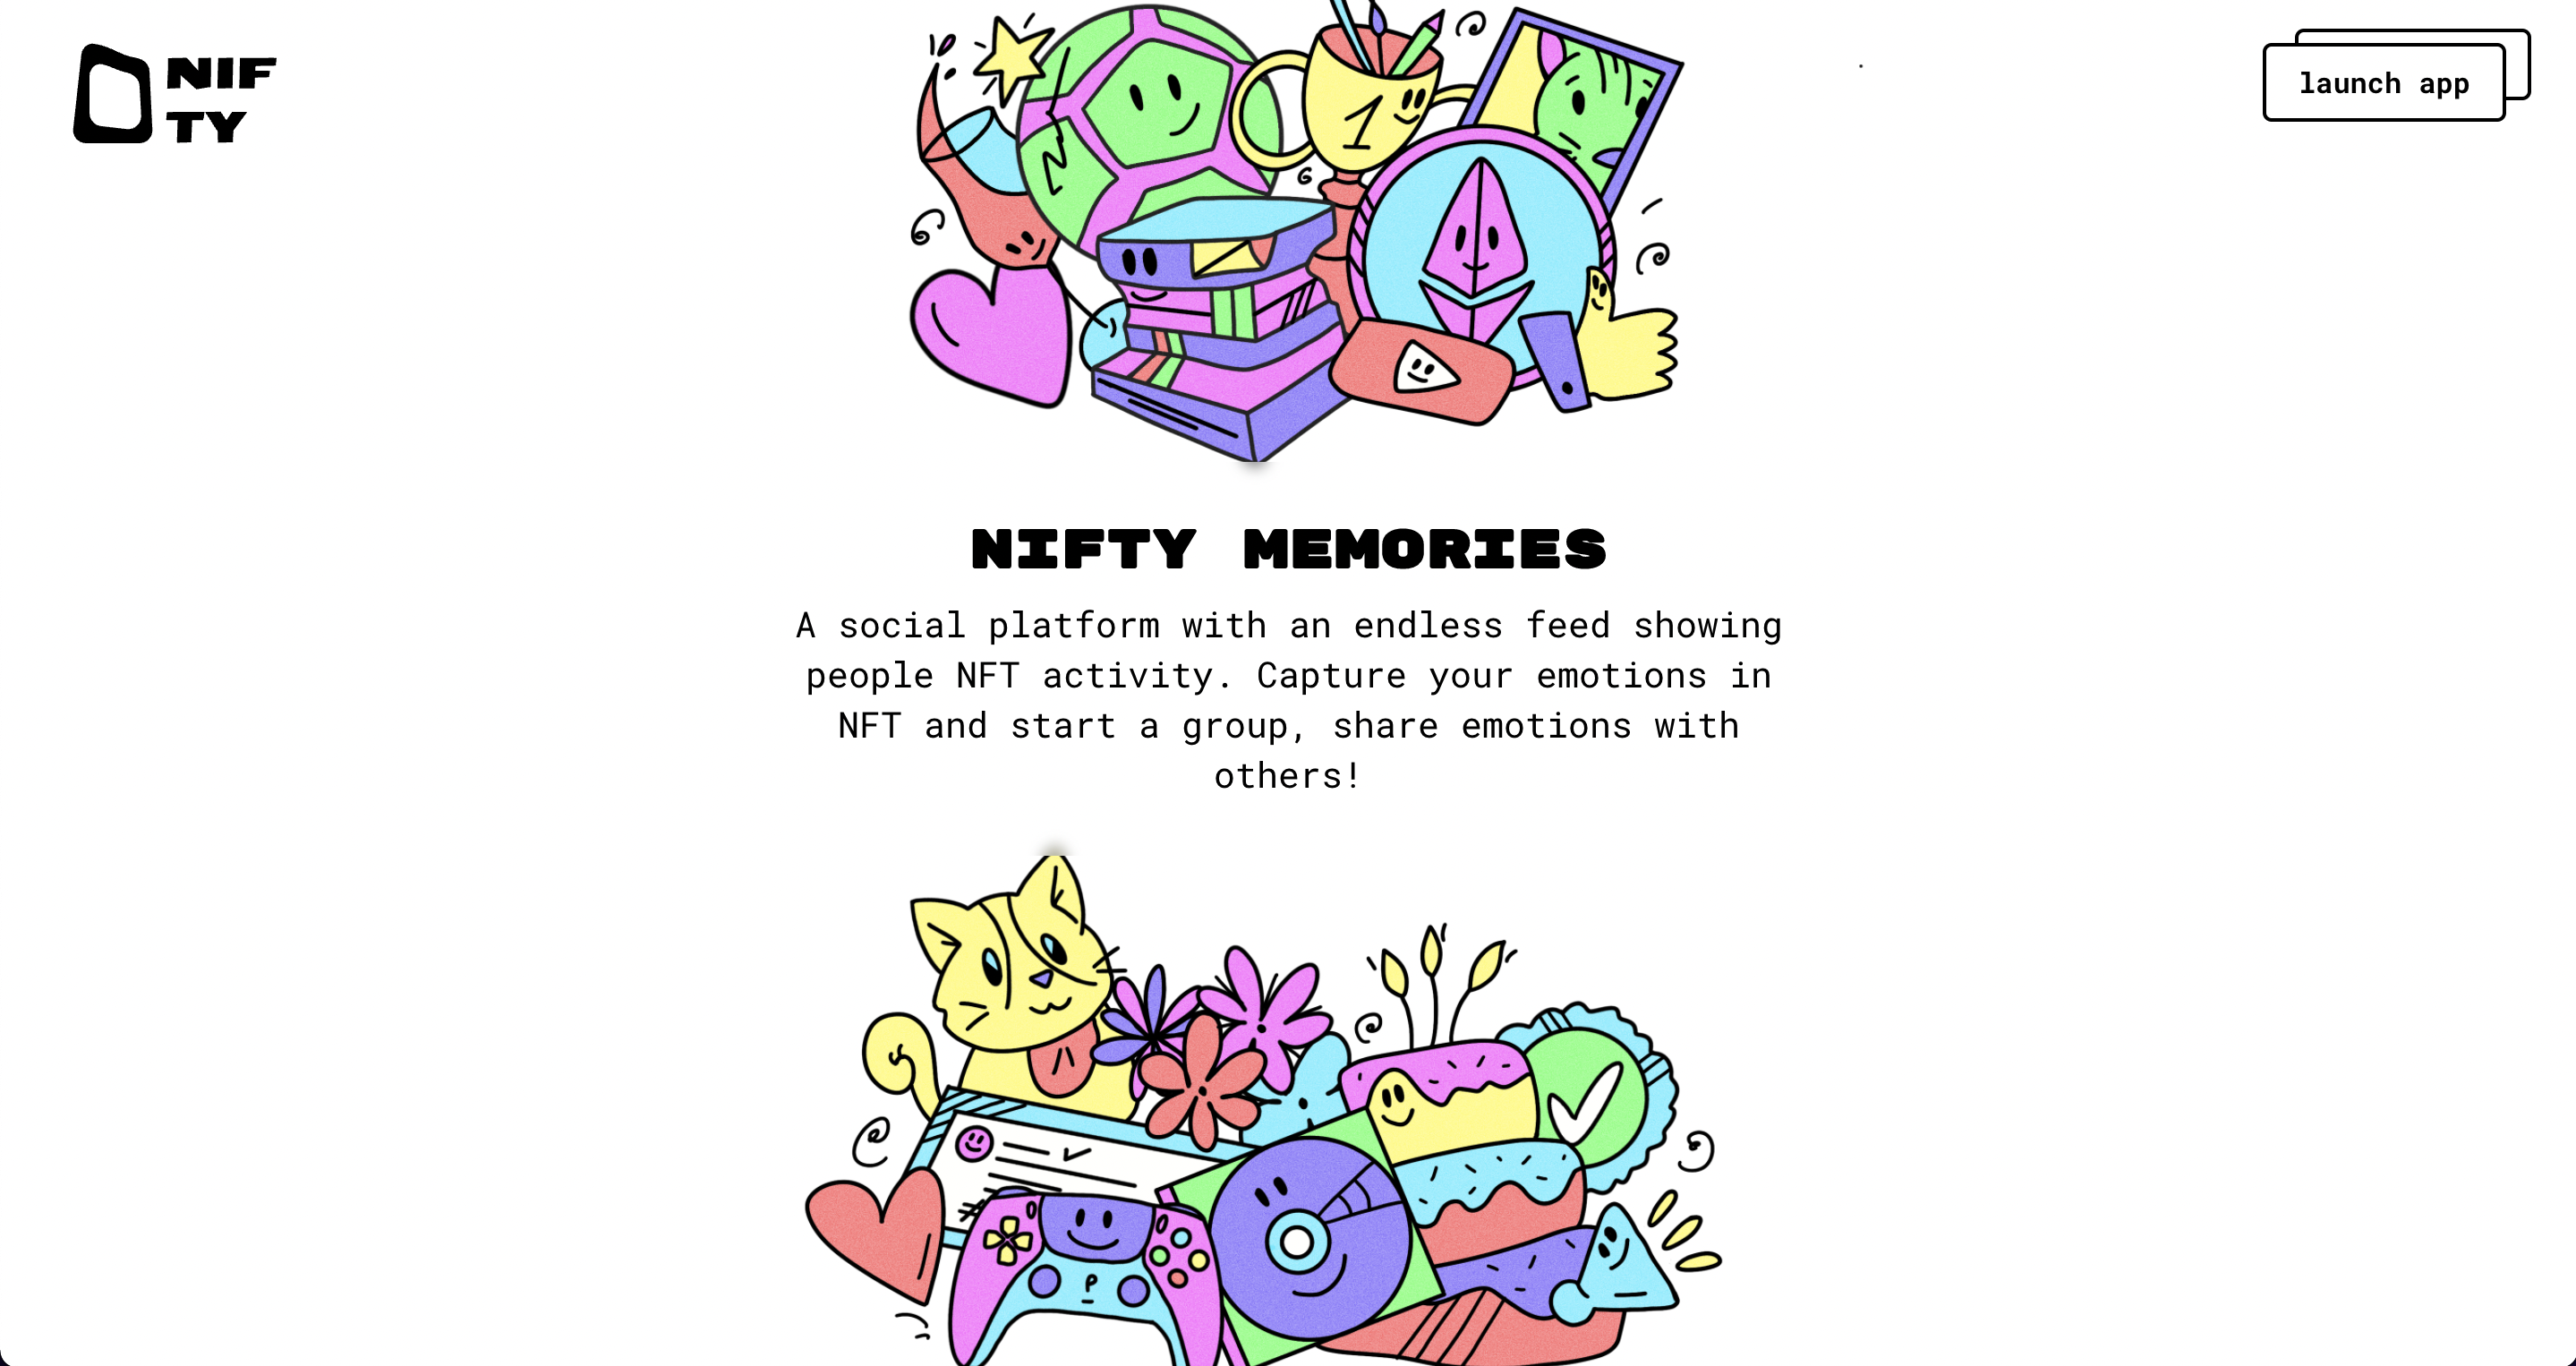 NIF
TY
launch app
1
NIFTY MEMORIES
A social platform with an endless feed showing
people NFT activity. Capture your emotions in
NFT and start a group, share emotions with
others!